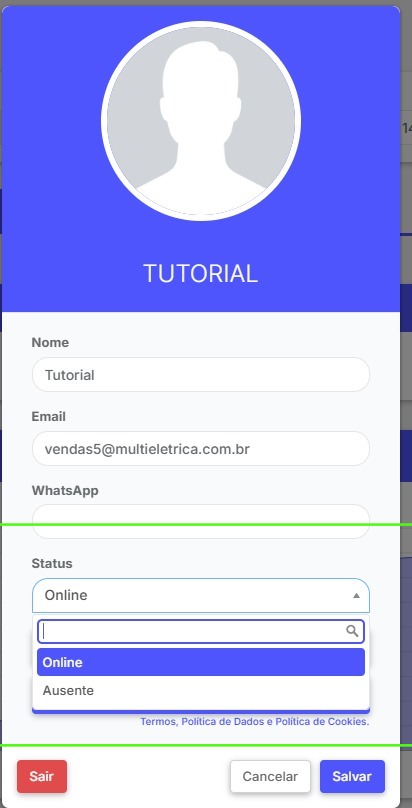 TUTORIAL
Nome
Tutorial
Email
vendas5@multieletrica.com.br
WhatsApp
Status
Online
Online
Ausente
Termos, Política de Dados e Política de Cookies.
Sair
Cancelar
Salvar